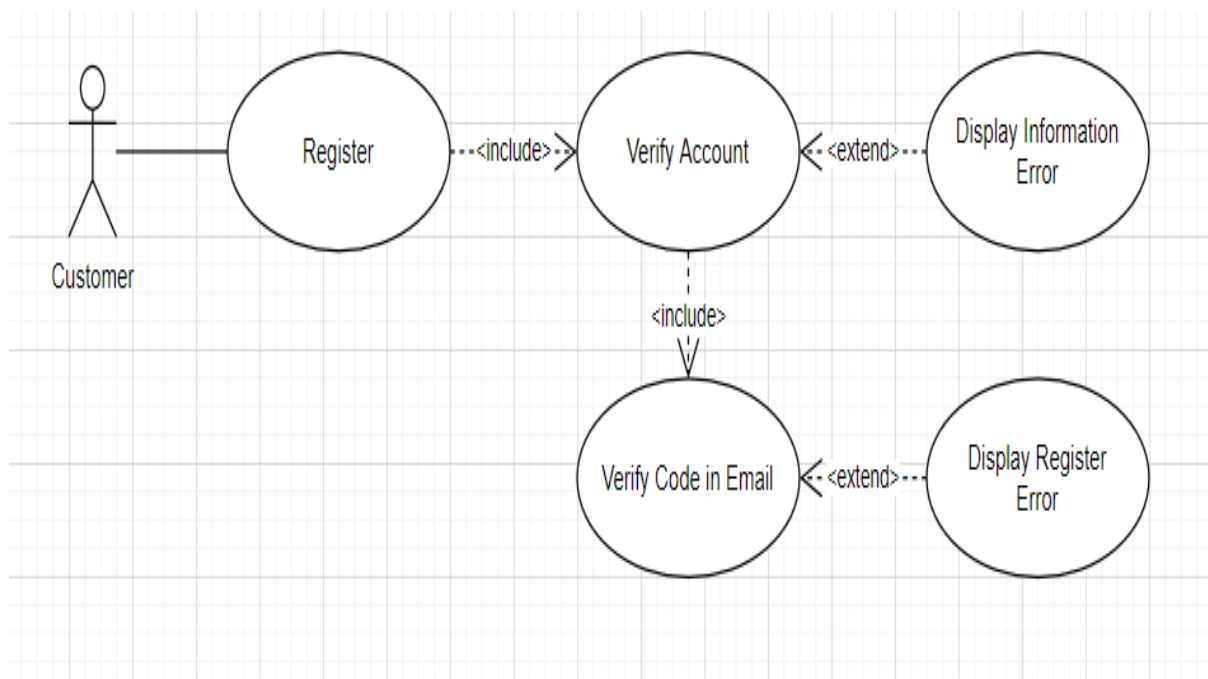 Register
<include>
Verify Account
<extend>
Display Information
Error
Customer
<include>
Verify Code in Email
<extend>
Display Register
Error